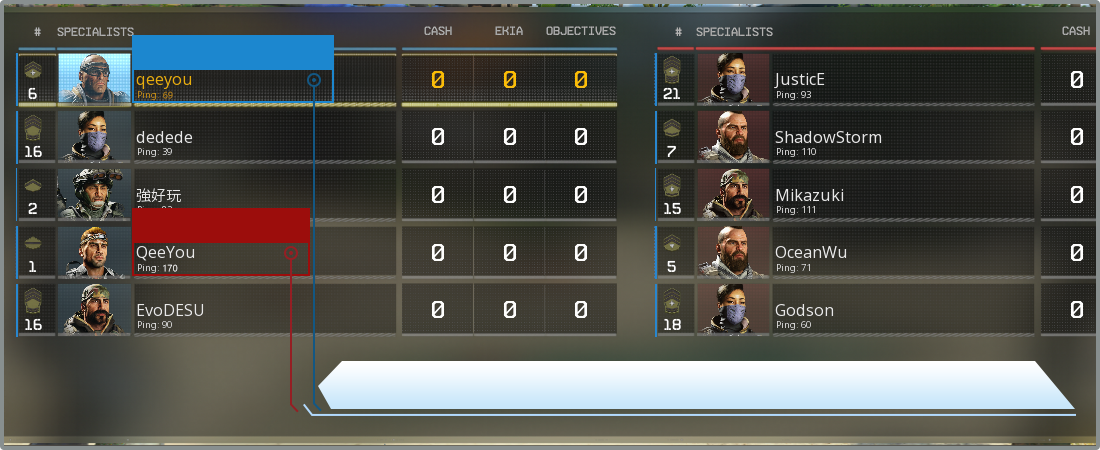 # SPECIALISTS CASH EKIA OBJECTIVES # SPECIALISTS CASH
6 qeeyou Ping: 69 0 0 0
21 JusticE Ping: 93 0
16 dedede Ping: 39 0 0 0
7 ShadowStorm Ping: 110 0
2 強好玩 0 0 0
15 Mikazuki Ping: 111 0
1 QeeYou Ping: 170 0 0 0
5 OceanWu Ping: 71 0
16 EvoDESU Ping: 90 0 0 0
18 Godson Ping: 60 0